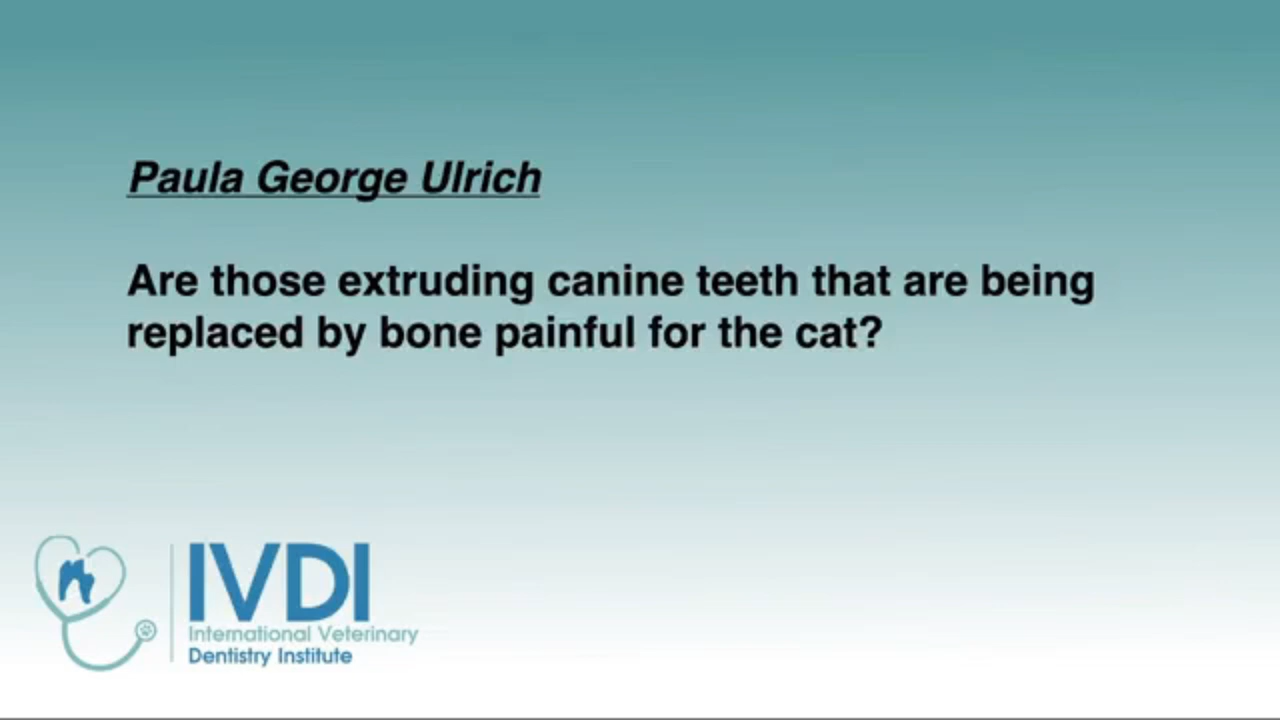 Paula George Ulrich
Are those extruding canine teeth that are being
replaced by bone painful for the cat?
IVDI
International Veterinary
Dentistry Institute